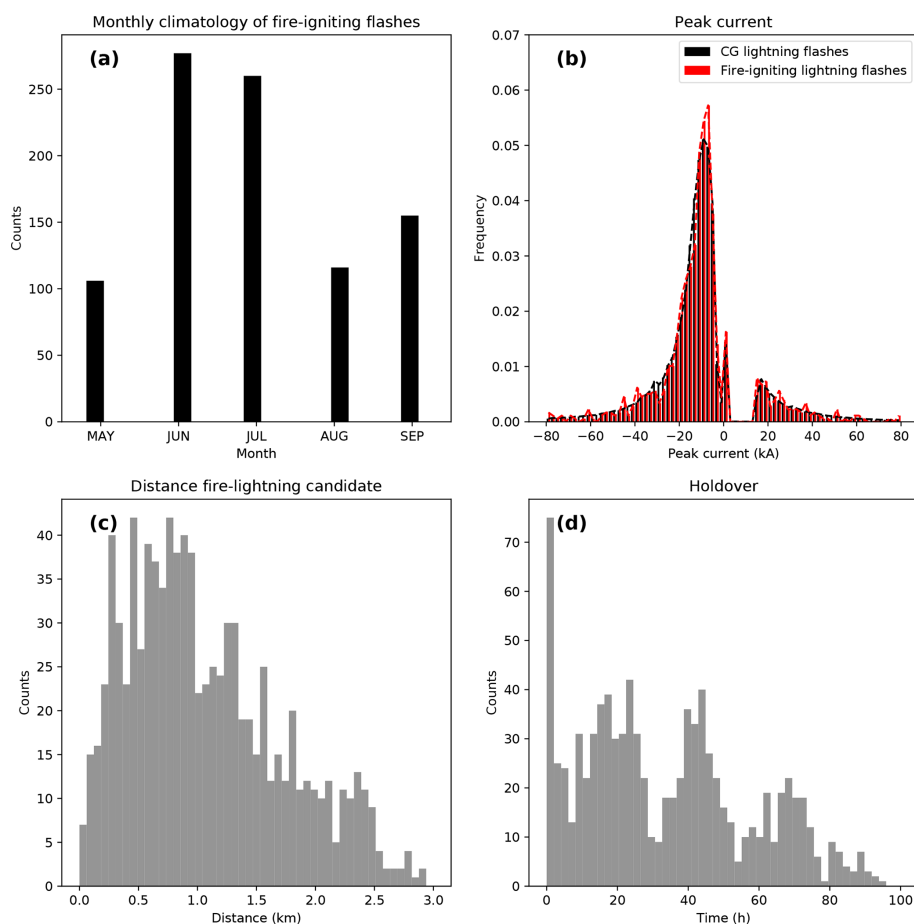 Monthly climatology of fire-igniting flashes
(a)
Counts
250
200
150
100
50
0
MAY JUN JUL AUG SEP
Month
Peak current
(b)
CG lightning flashes
Fire-igniting lightning flashes
Frequency
0.07
0.06
0.05
0.04
0.03
0.02
0.01
0.00
−80 −60 −40 −20 0 20 40 60 80
Peak current (kA)
Distance fire-lightning candidate
(c)
Counts
40
35
30
25
20
15
10
5
0
0.0 0.5 1.0 1.5 2.0 2.5 3.0
Distance (km)
Holdover
(d)
Counts
70
60
50
40
30
20
10
0
0 20 40 60 80 100
Time (h)